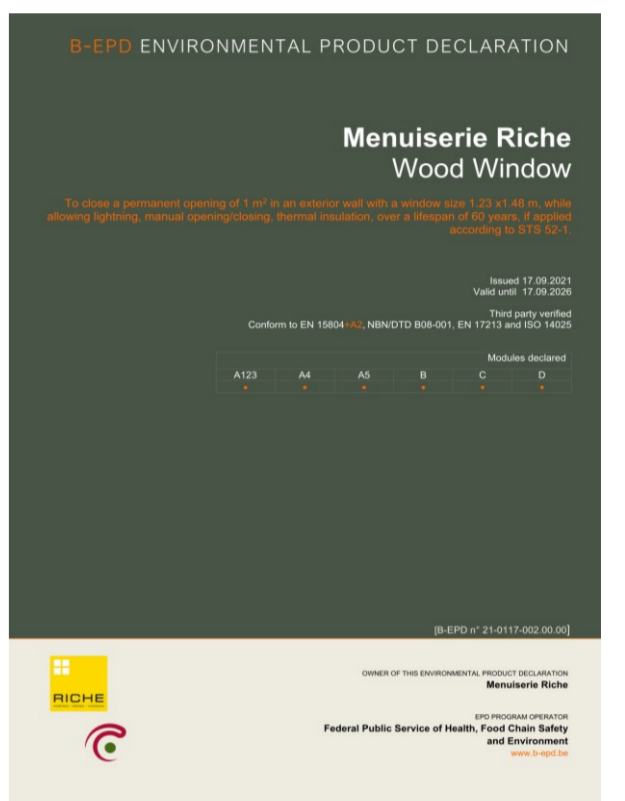 B-EPD ENVIRONMENTAL PRODUCT DECLARATION
Menuiserie Riche
Wood Window
To close a permanent opening of 1 m² in an exterior wall with a window size 1.23 x1.48 m, while
allowing lightning, manual opening/closing, thermal insulation, over a lifespan of 60 years, if applied
according to STS 52-1.
Issued 17.09.2021
Valid until 17.09.2026
Third party verified
Conform to EN 15804+A2, NBN/DTD B08-001, EN 17213 and ISO 14025
Modules declared
A123 A4 A5 B C D
• • • • • •
[B-EPD n° 21-0117-002.00.00]
RICHE
OWNER OF THIS ENVIRONMENTAL PRODUCT DECLARATION
Menuiserie Riche
EPD PROGRAM OPERATOR
Federal Public Service of Health, Food Chain Safety
and Environment
www.b-epd.be